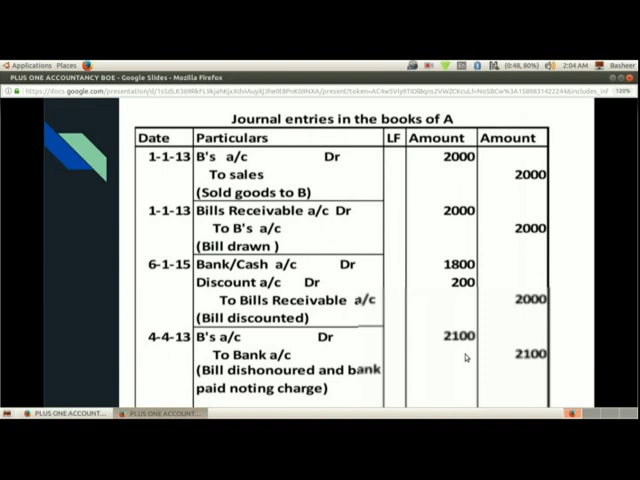 Applications Places
(0:48, 80%) 2:04 AM Basheer
PLUS ONE ACCOUNTANCY BOE - Google Slides - Mozilla Firefox
120%
Journal entries in the books of A
Date Particulars LF Amount Amount
1-1-13 B's a/c Dr 2000
To sales 2000
(Sold goods to B)
1-1-13 Bills Receivable a/c Dr 2000
To B's a/c 2000
(Bill drawn )
6-1-15 Bank/Cash a/c Dr 1800
Discount a/c Dr 200
To Bills Receivable a/c 2000
(Bill discounted)
4-4-13 B's a/c Dr 2100
To Bank a/c 2100
(Bill dishonoured and bank
paid noting charge)
PLUS ONE ACCOUNT... PLUS ONE ACCOUNT...